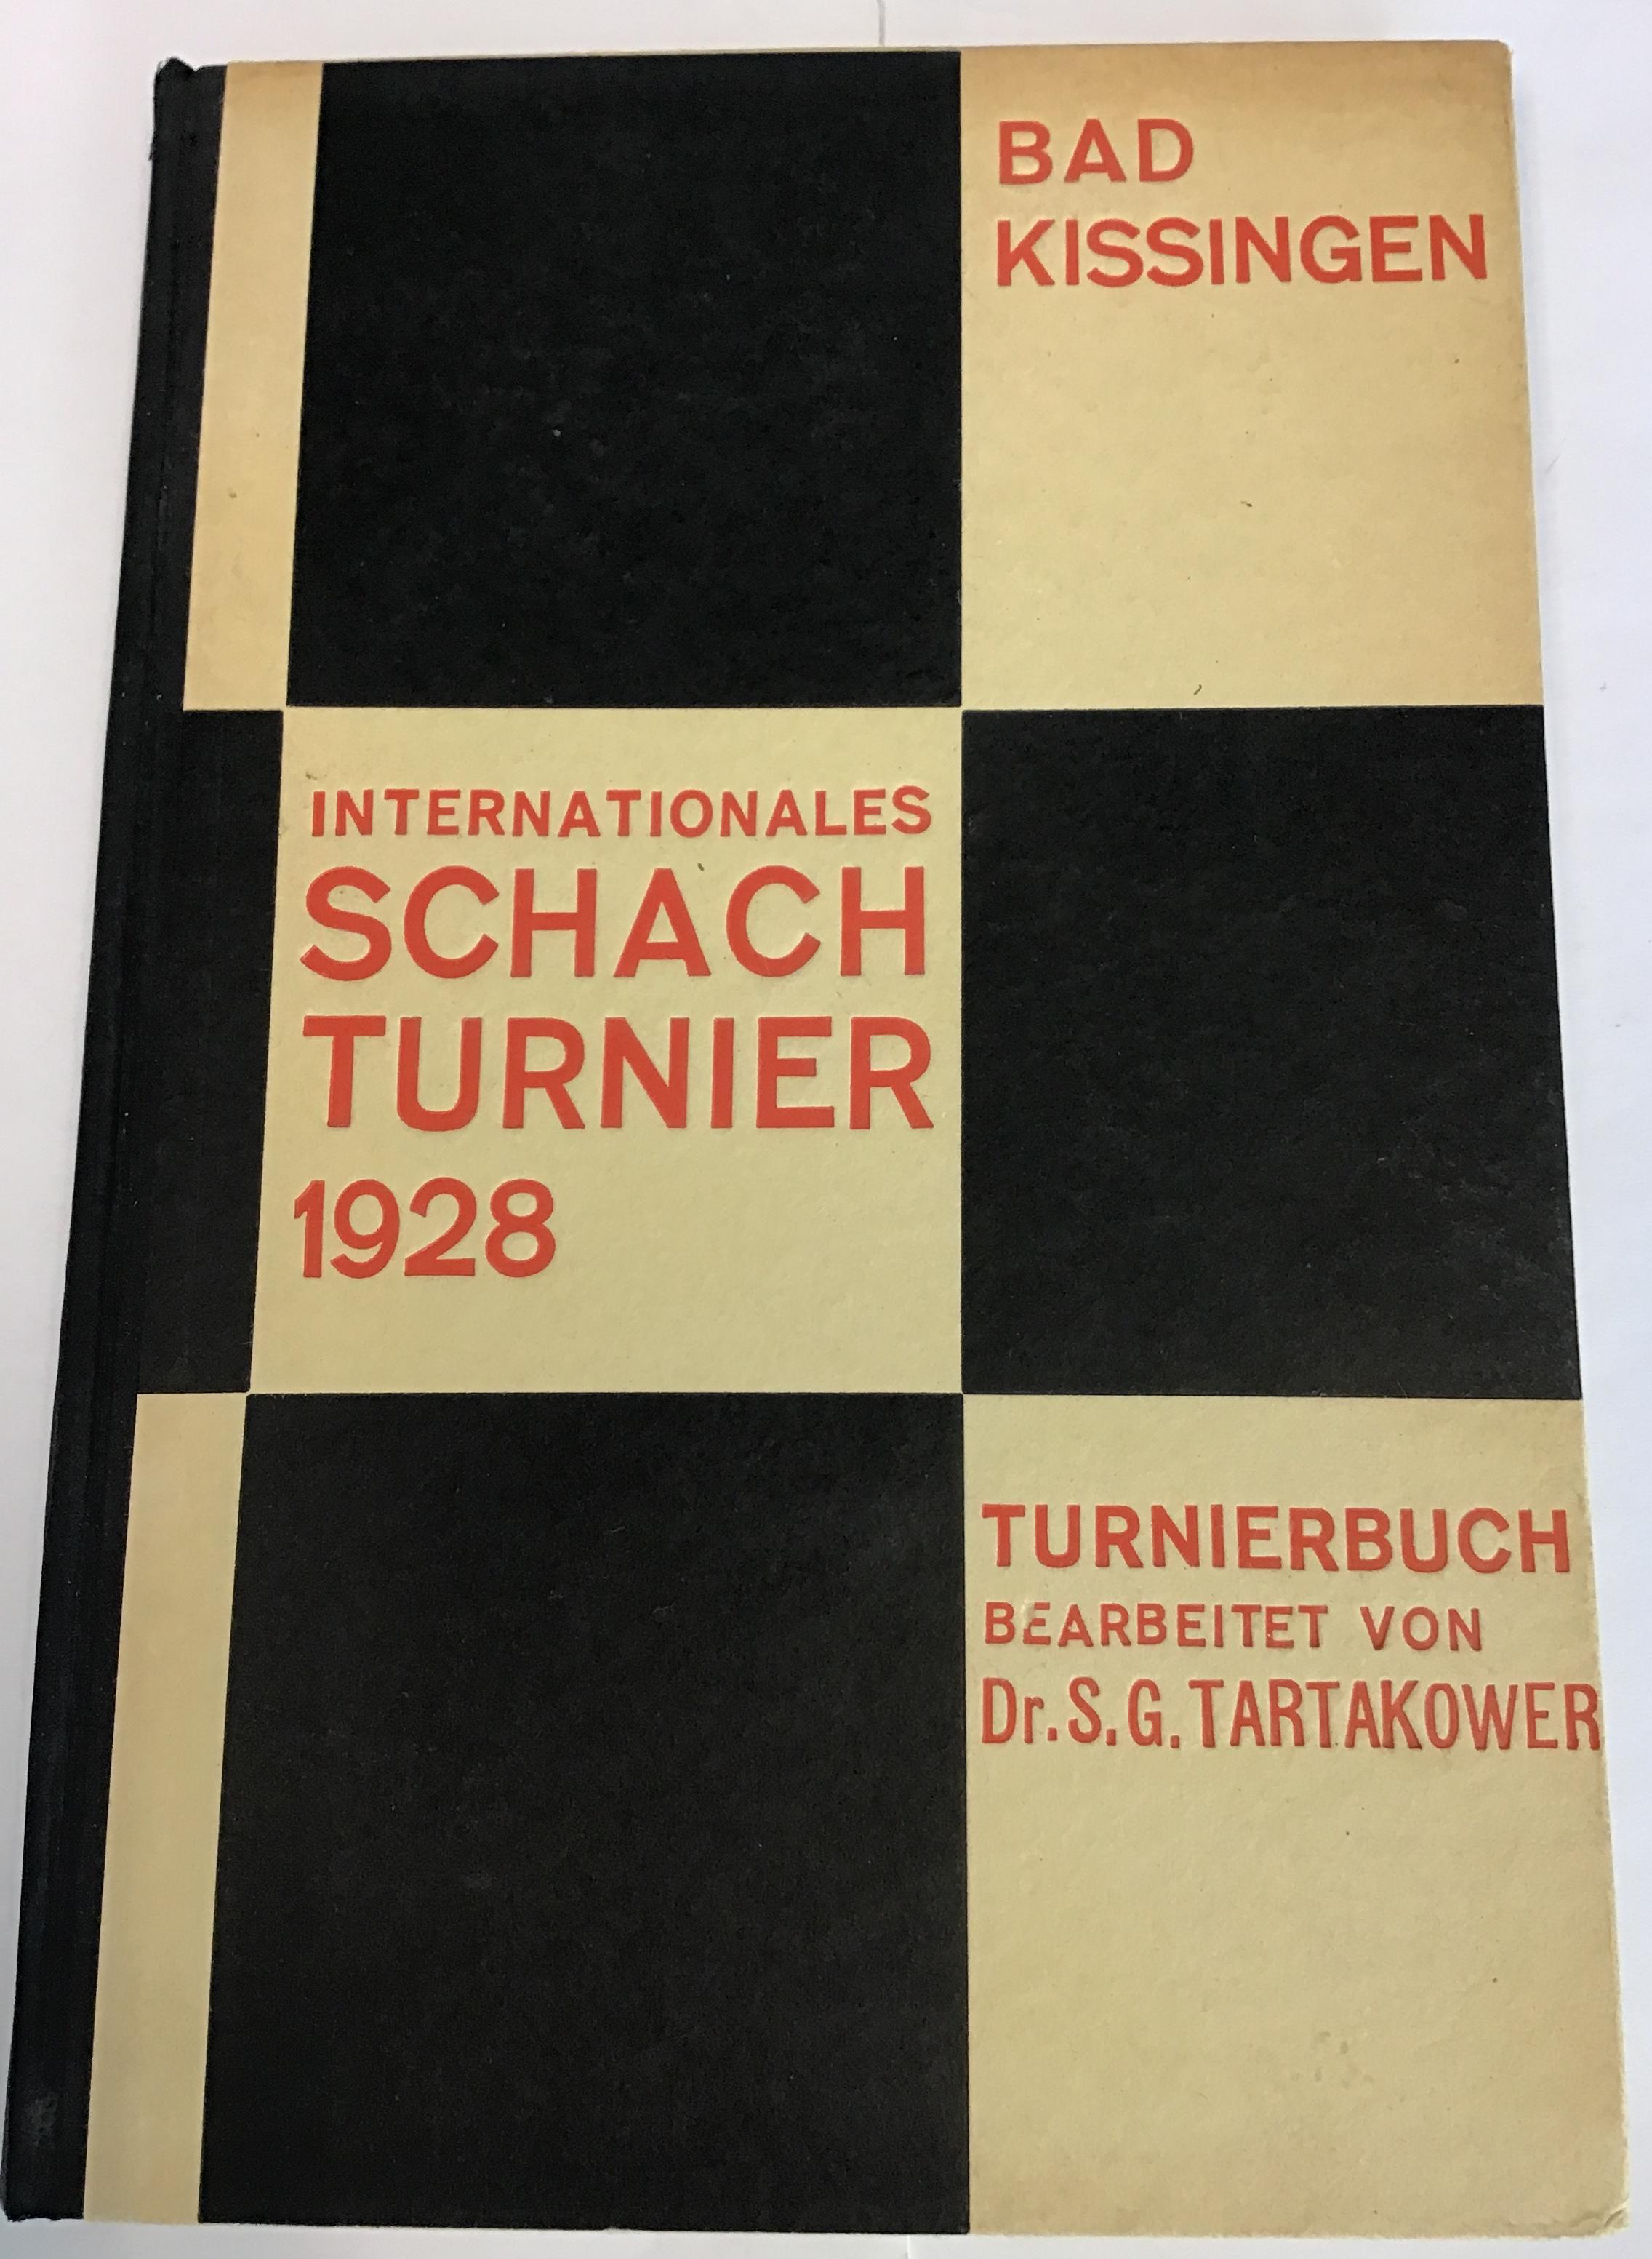 BAD
KISSINGEN
INTERNATIONALES
SCHACH
TURNIER
1928
TURNIERBUCH
BEARBEITET VON
Dr. S. G. TARTAKOWER